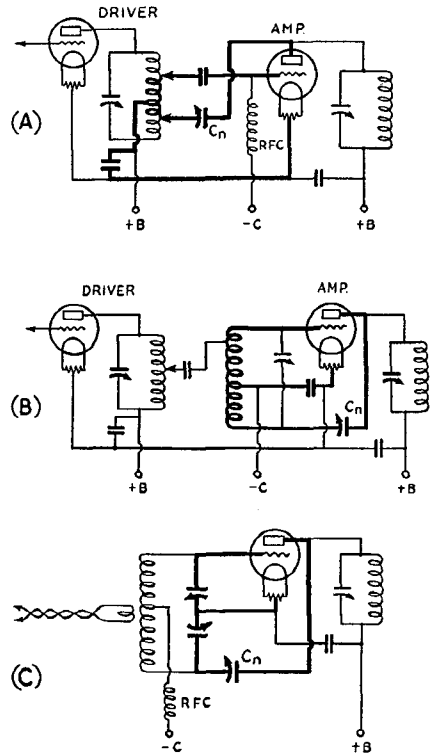 DRIVER
AMP.
(A)
Cn
RFC
+B
-C
+B
DRIVER
AMP.
(B)
Cn
+B
-C
+B
(C)
Cn
RFC
-C
+B